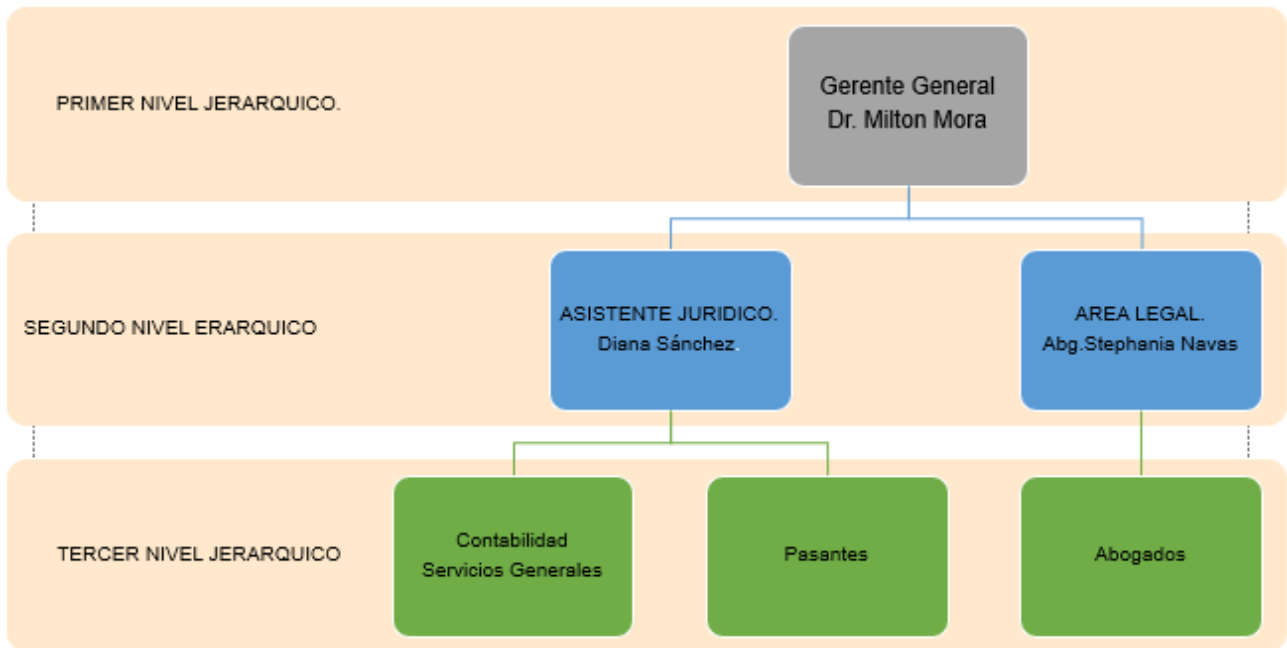 PRIMER NIVEL JERARQUICO.
Gerente General
Dr. Milton Mora
SEGUNDO NIVEL ERARQUICO
ASISTENTE JURIDICO.
Diana Sánchez.
AREA LEGAL.
Abg.Stephania Navas
TERCER NIVEL JERARQUICO
Contabilidad
Servicios Generales
Pasantes
Abogados